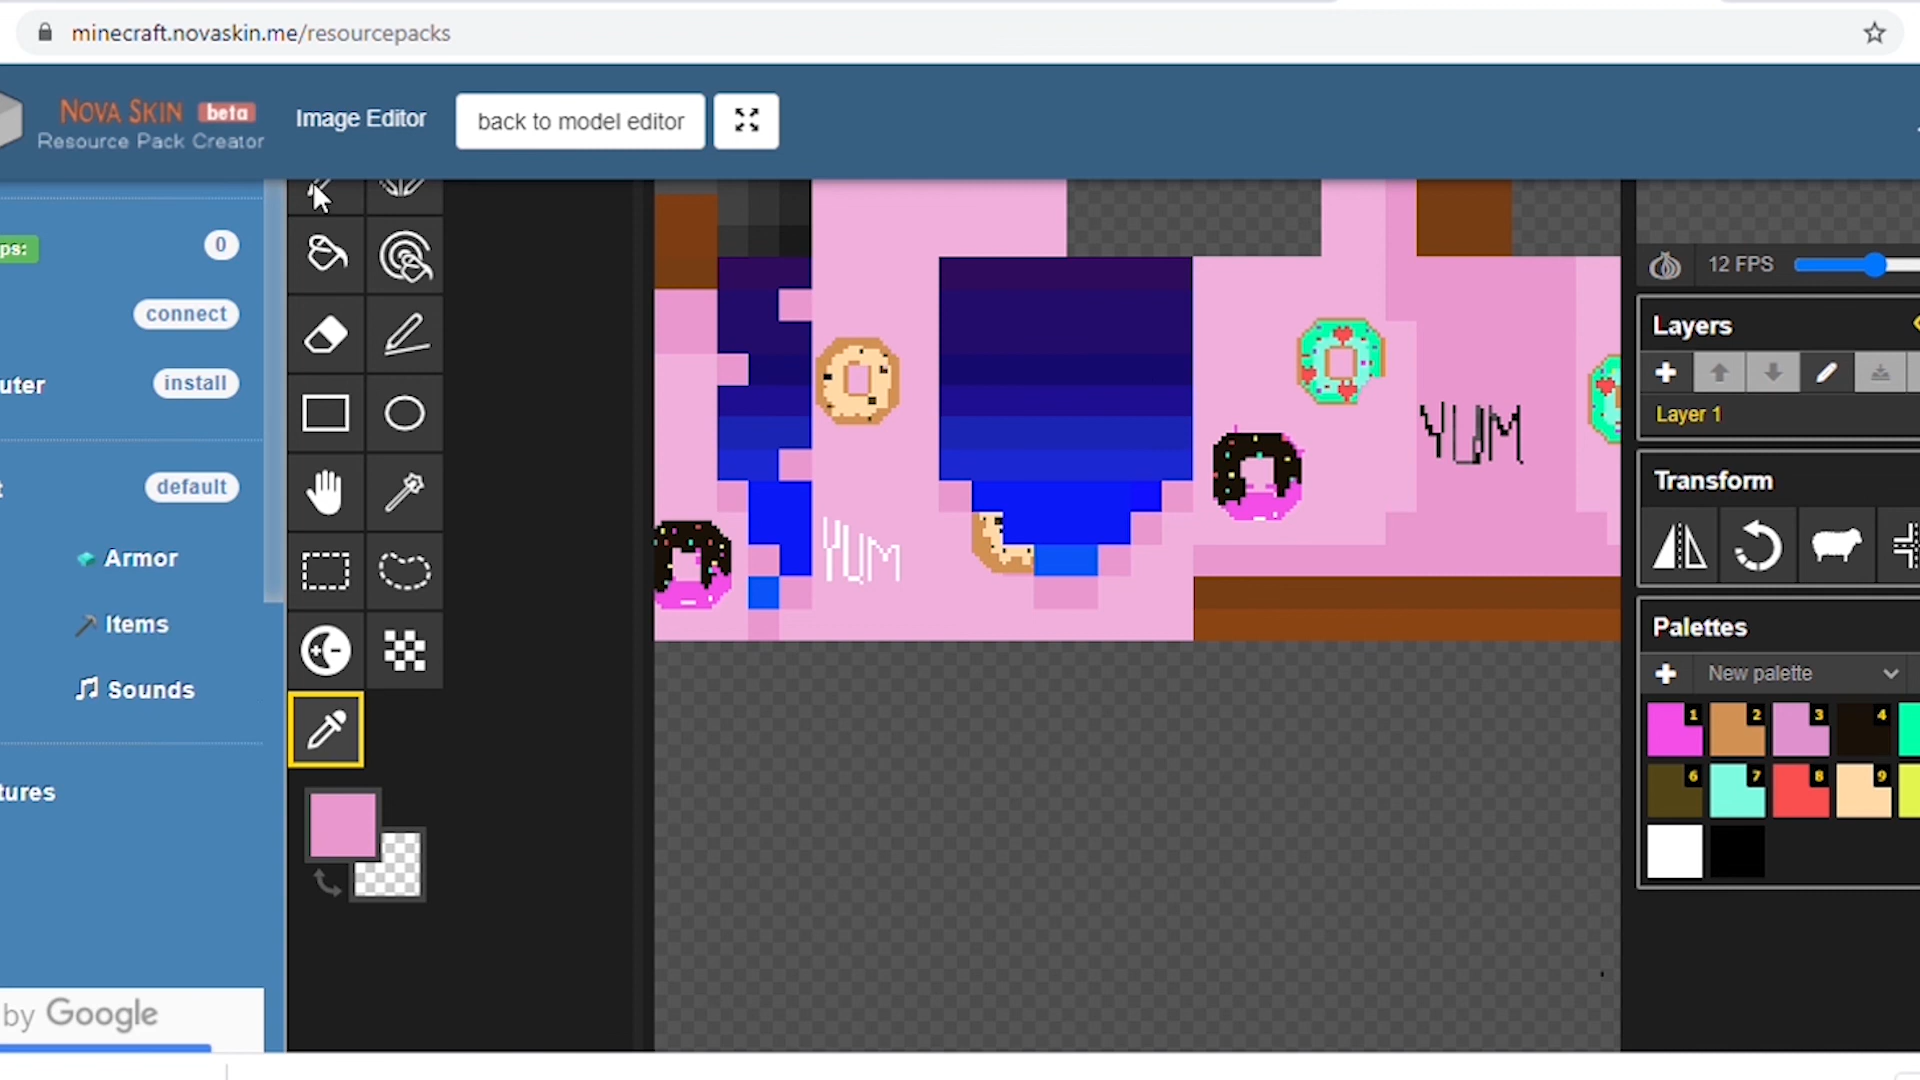 minecraft.novaskin.me/resourcepacks
NOVA SKIN beta
Resource Pack Creator
Image Editor
back to model editor
ps:
0
connect
uter
install
t
default
Armor
Items
Sounds
tures
by Google
YUM
YUM
12 FPS
Layers
Layer 1
Transform
Palettes
New palette
1
2
3
4
6
7
8
9